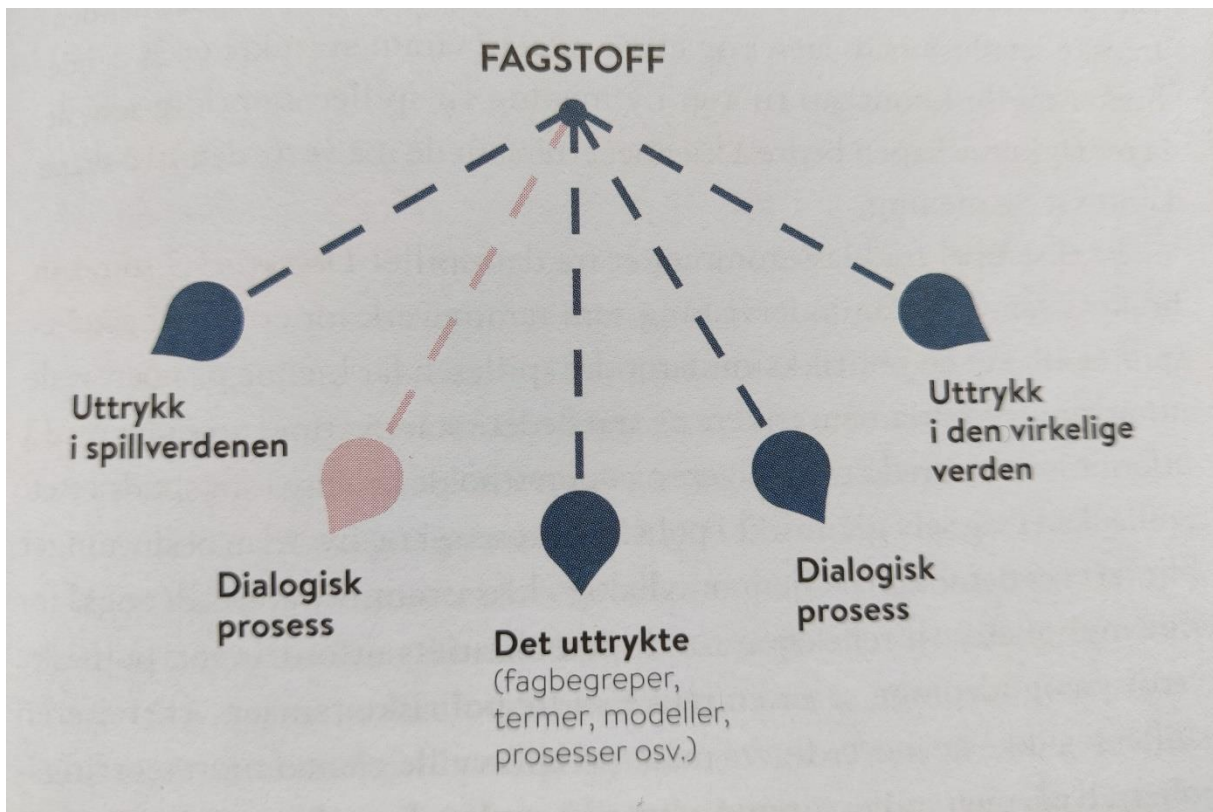 FAGSTOFF
Uttrykk
i spillverdenen
Dialogisk
prosess
Det uttrykte
(fagbegreper,
termer, modeller,
prosesser osv.)
Dialogisk
prosess
Uttrykk
i den virkelige
verden